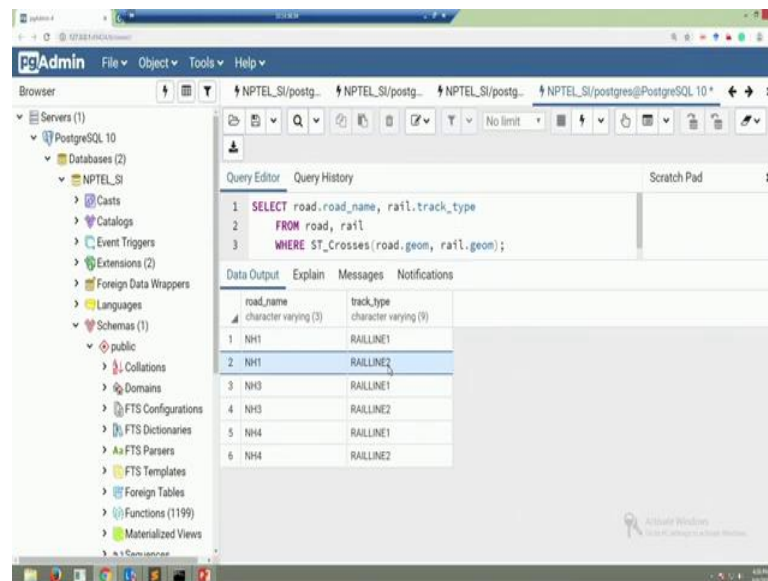 pgAdmin 4
pgAdmin File Object Tools Help
Browser
NPTEL_SI/postg... NPTEL_SI/postg... NPTEL_SI/postg... NPTEL_SI/postgres@PostgreSQL 10 *
No limit
Servers (1)
PostgreSQL 10
Databases (2)
NPTEL_SI
Casts
Catalogs
Event Triggers
Extensions (2)
Foreign Data Wrappers
Languages
Schemas (1)
public
Collations
Domains
FTS Configurations
FTS Dictionaries
FTS Parsers
FTS Templates
Foreign Tables
Functions (1199)
Materialized Views
Sequences
Query Editor Query History Scratch Pad
1 SELECT road.road_name, rail.track_type
2 FROM road, rail
3 WHERE ST_Crosses(road.geom, rail.geom);
Data Output Explain Messages Notifications
road_name track_type
character varying (3) character varying (9)
1 NH1 RAILLINE1
2 NH1 RAILLINE2
3 NH3 RAILLINE1
4 NH3 RAILLINE2
5 NH4 RAILLINE1
6 NH4 RAILLINE2
Activate Windows